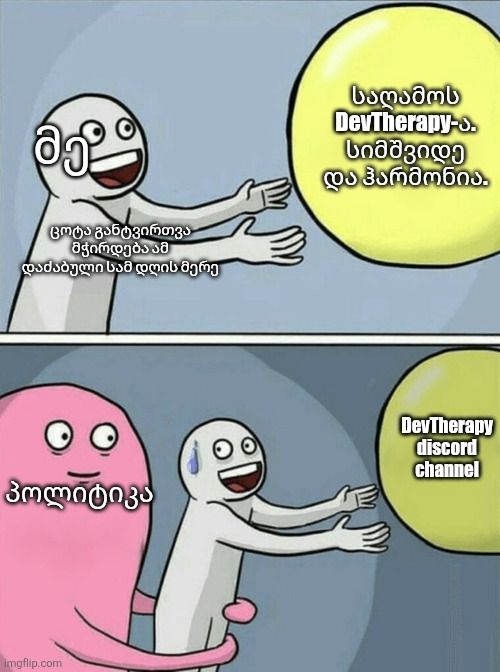 მე
საღამოს
DevTherapy-ა.
სიმშვიდე
და ჰარმონია.
ცოტა განტვირთვა
მჭირდება ამ
დაძაბული სამ დღის მერე
პოლიტიკა
DevTherapy
discord
channel
imgflip.com